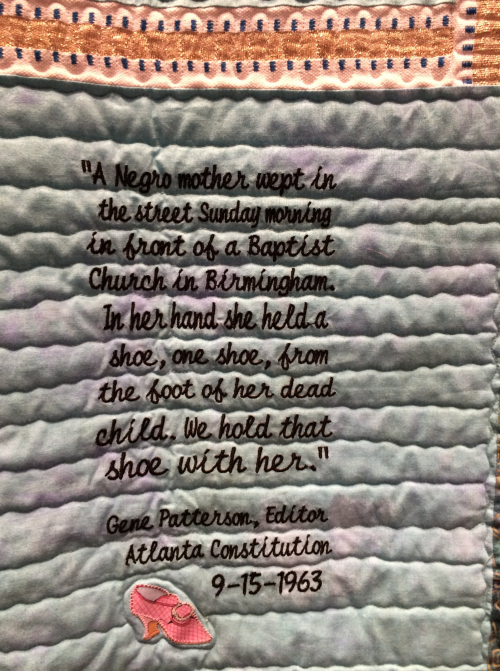 "A Negro mother wept in
the street Sunday morning
in front of a Baptist
Church in Birmingham.
In her hand she held a
shoe, one shoe, from
the foot of her dead
child. We hold that
shoe with her."
Gene Patterson, Editor
Atlanta Constitution
9-15-1963